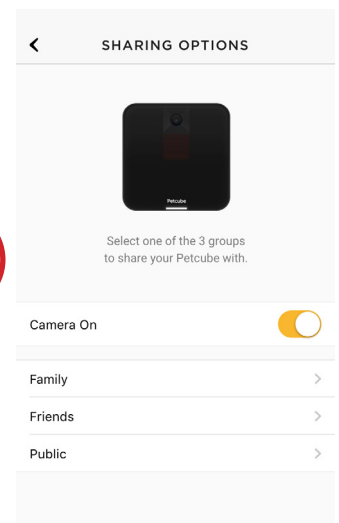 SHARING OPTIONS
Petcube
Select one of the 3 groups
to share your Petcube with.
Camera On
Family
Friends
Public